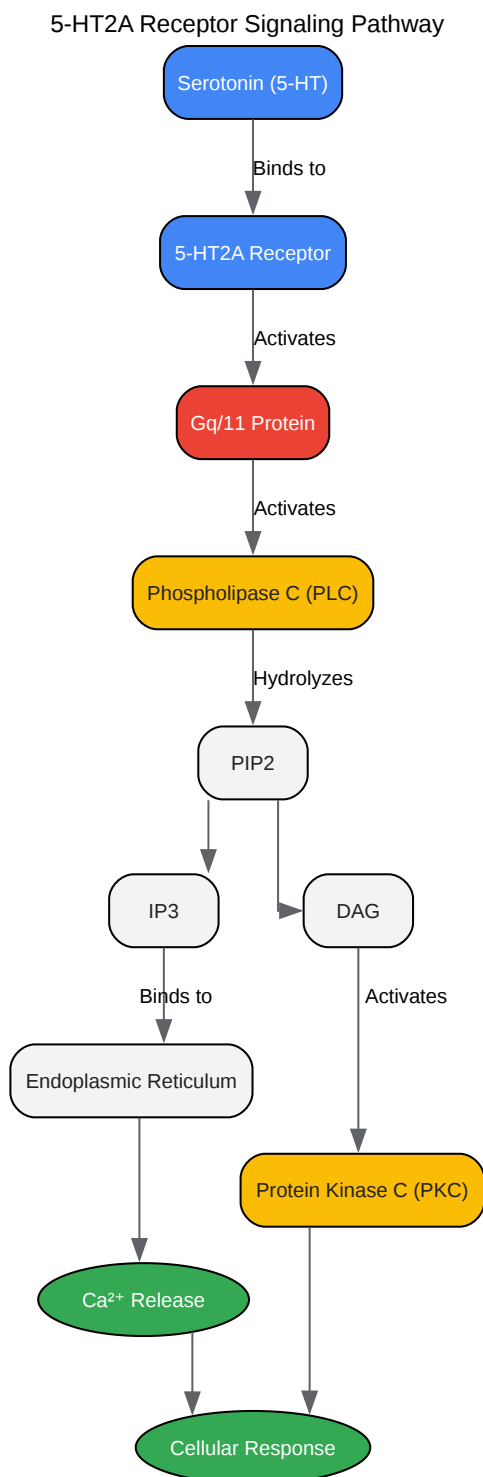 5-HT2A Receptor Signaling Pathway
Serotonin (5-HT)
Binds to
5-HT2A Receptor
Activates
Gq/11 Protein
Activates
Phospholipase C (PLC)
Hydrolyzes
PIP2
IP3
DAG
Binds to
Activates
Endoplasmic Reticulum
Protein Kinase C (PKC)
Ca²⁺ Release
Cellular Response